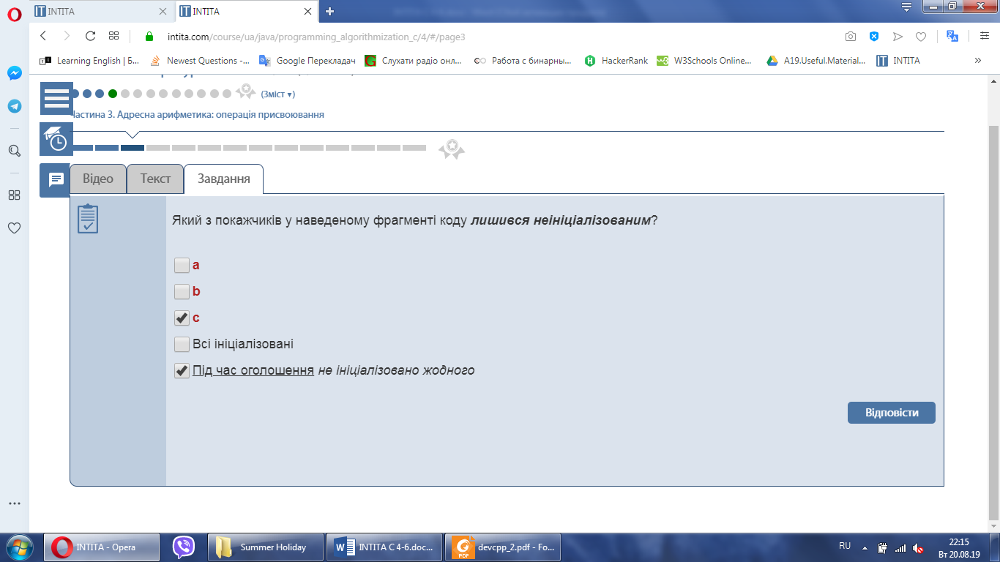 INTITA
INTITA
intita.com/course/ua/java/programming_algorithmization_c/4/#/page3
Learning English | Б...
Newest Questions -...
Google Перекладач
Слухати радіо онл...
Работа с бинарны...
HackerRank
W3Schools Online...
A19.Useful.Material...
INTITA
(Зміст ▾)
Частина 3. Адресна арифметика: операція присвоювання
Відео
Текст
Завдання
Який з покажчиків у наведеному фрагменті коду лишився неініціалізованим?
a
b
c
Всі ініціалізовані
Під час оголошення не ініціалізовано жодного
Відповісти
INTITA - Opera
Summer Holiday
INTITA C 4-6.doc...
devcpp_2.pdf - Fo...
RU
22:15
Вт 20.08.19